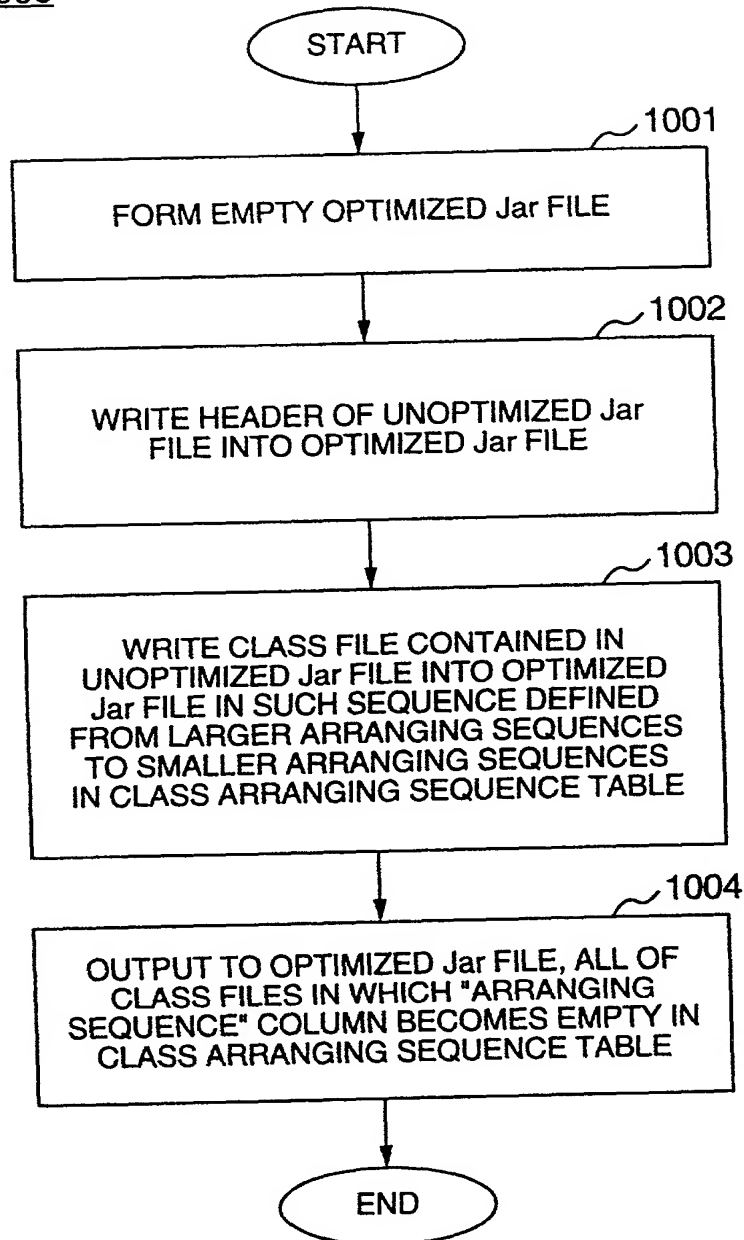 START
1001
FORM EMPTY OPTIMIZED Jar FILE
1002
WRITE HEADER OF UNOPTIMIZED Jar
FILE INTO OPTIMIZED Jar FILE
1003
WRITE CLASS FILE CONTAINED IN
UNOPTIMIZED Jar FILE INTO OPTIMIZED
Jar FILE IN SUCH SEQUENCE DEFINED
FROM LARGER ARRANGING SEQUENCES
TO SMALLER ARRANGING SEQUENCES
IN CLASS ARRANGING SEQUENCE TABLE
1004
OUTPUT TO OPTIMIZED Jar FILE, ALL OF
CLASS FILES IN WHICH "ARRANGING
SEQUENCE" COLUMN BECOMES EMPTY IN
CLASS ARRANGING SEQUENCE TABLE
END